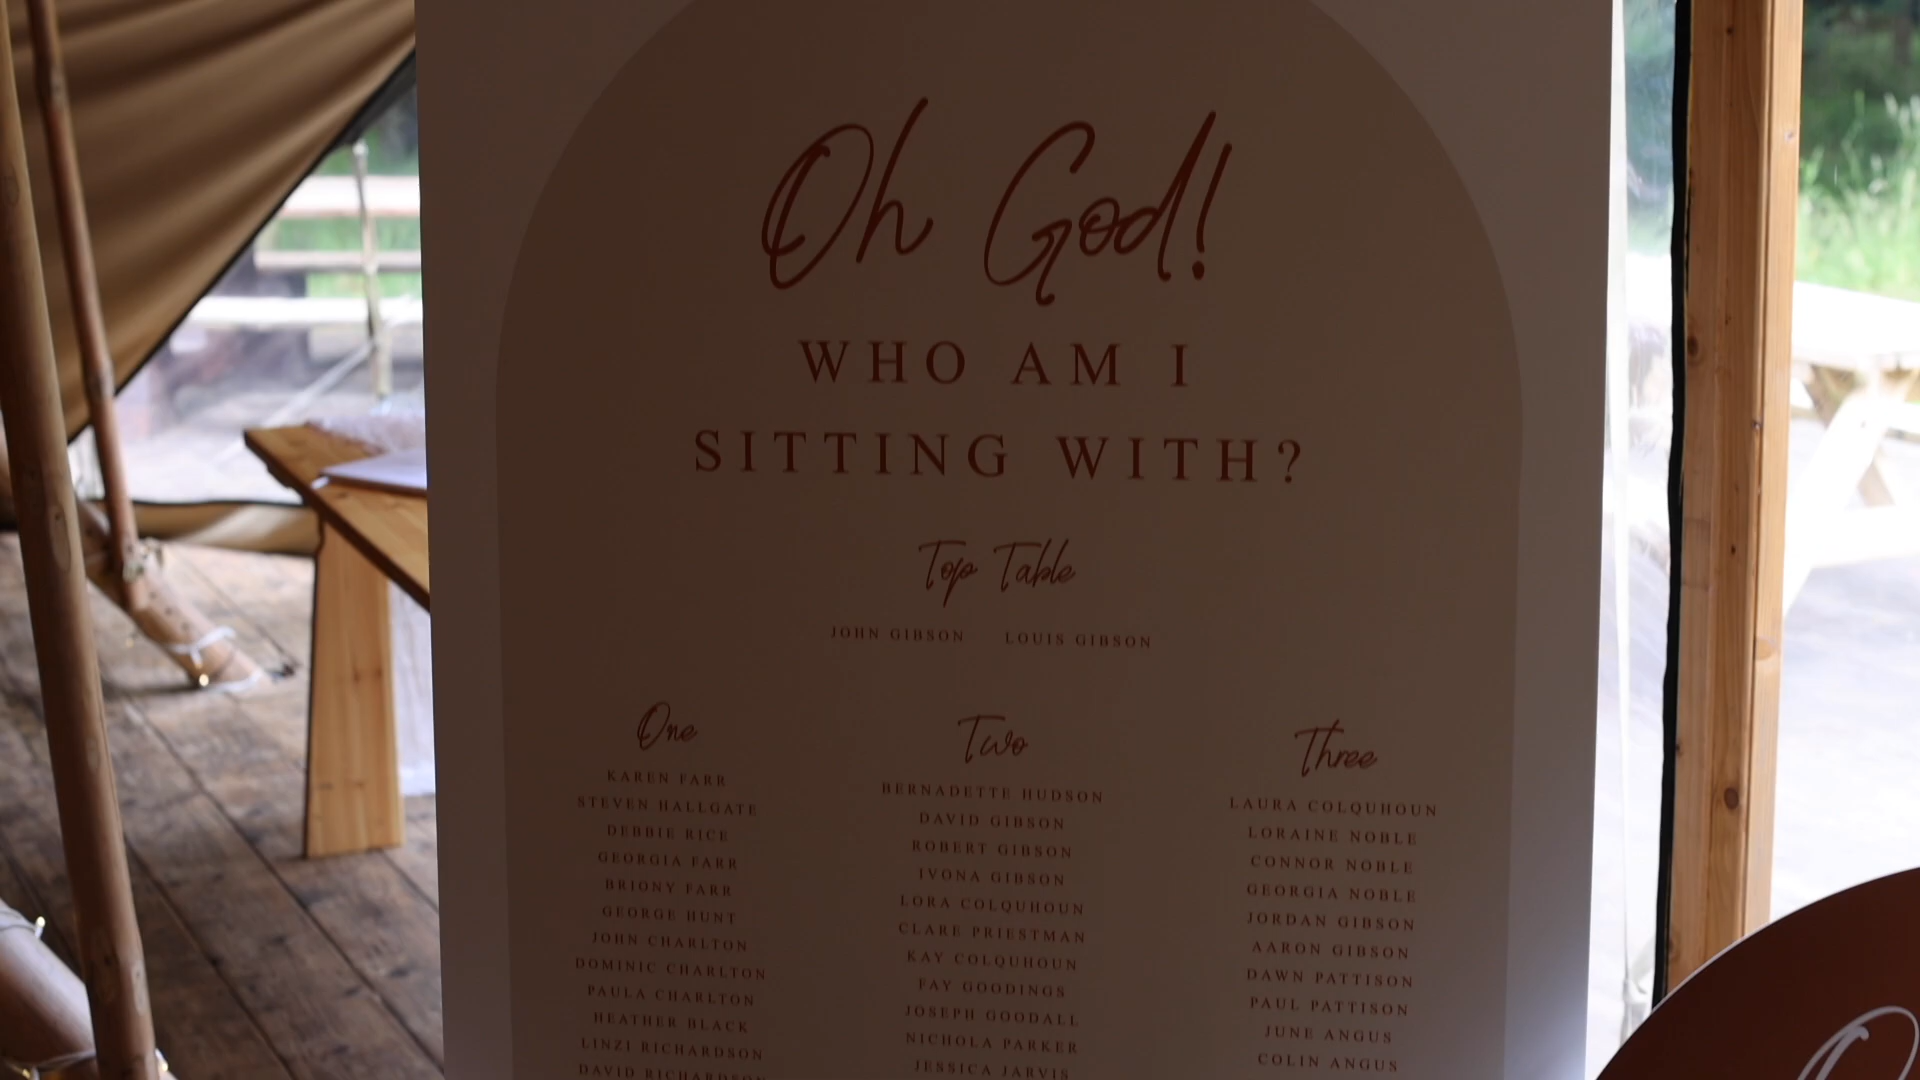 Oh God!
WHO AM I
SITTING WITH?
Top Table
JOHN GIBSON LOUIS GIBSON
One
KAREN FARR
STEVEN HALLGATE
DEBBIE RICE
GEORGIA FARR
BRIONY FARR
GEORGE HUNT
JOHN CHARLTON
DOMINIC CHARLTON
PAULA CHARLTON
HEATHER BLACK
LINZI RICHARDSON
DAVID RICHARDSON
Two
BERNADETTE HUDSON
DAVID GIBSON
ROBERT GIBSON
IVONA GIBSON
LORA COLQUHOUN
CLARE PRIESTMAN
KAY COLQUHOUN
FAY GOODINGS
JOSEPH GOODALL
NICHOLA PARKER
JESSICA JARVIS
Three
LAURA COLQUHOUN
LORAINE NOBLE
CONNOR NOBLE
GEORGIA NOBLE
JORDAN GIBSON
AARON GIBSON
DAWN PATTISON
PAUL PATTISON
JUNE ANGUS
COLIN ANGUS